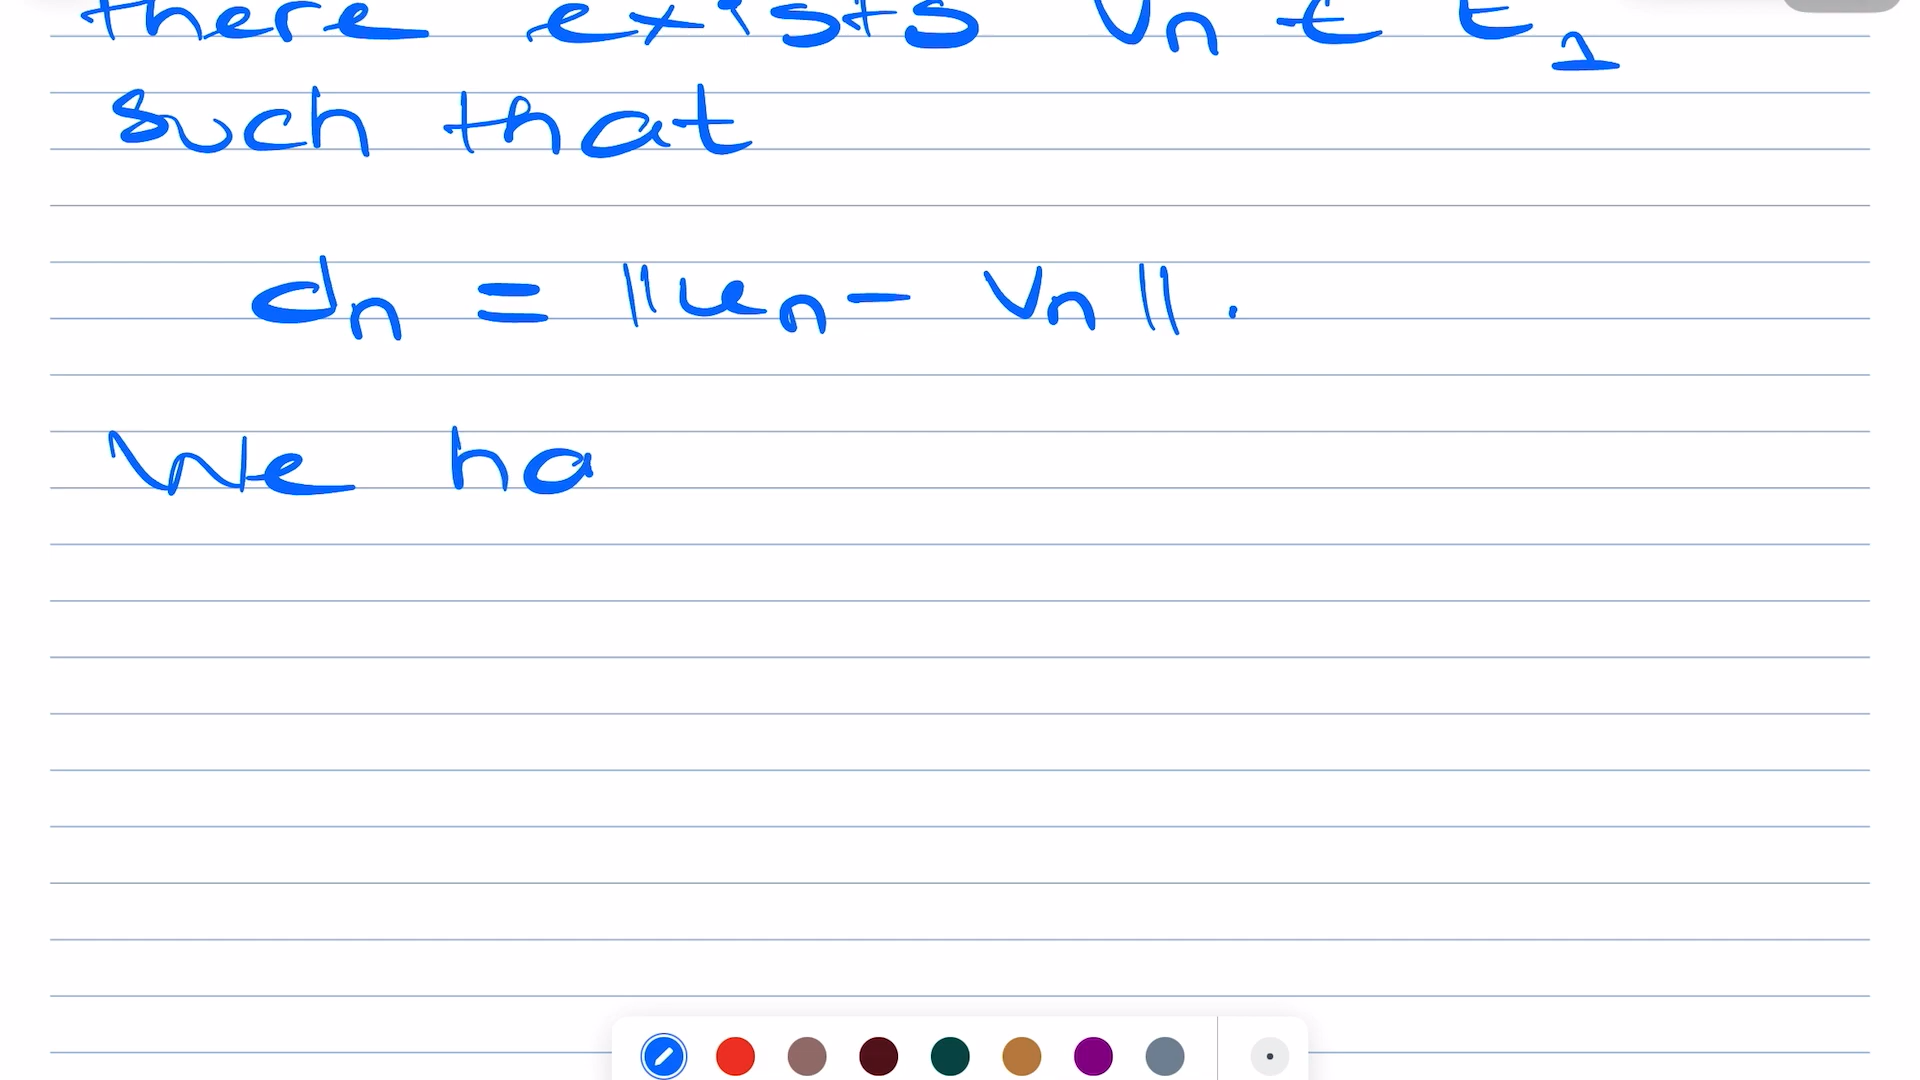 there exists vn ∈ E1
such that
dn = ||un - vn||.
We ha